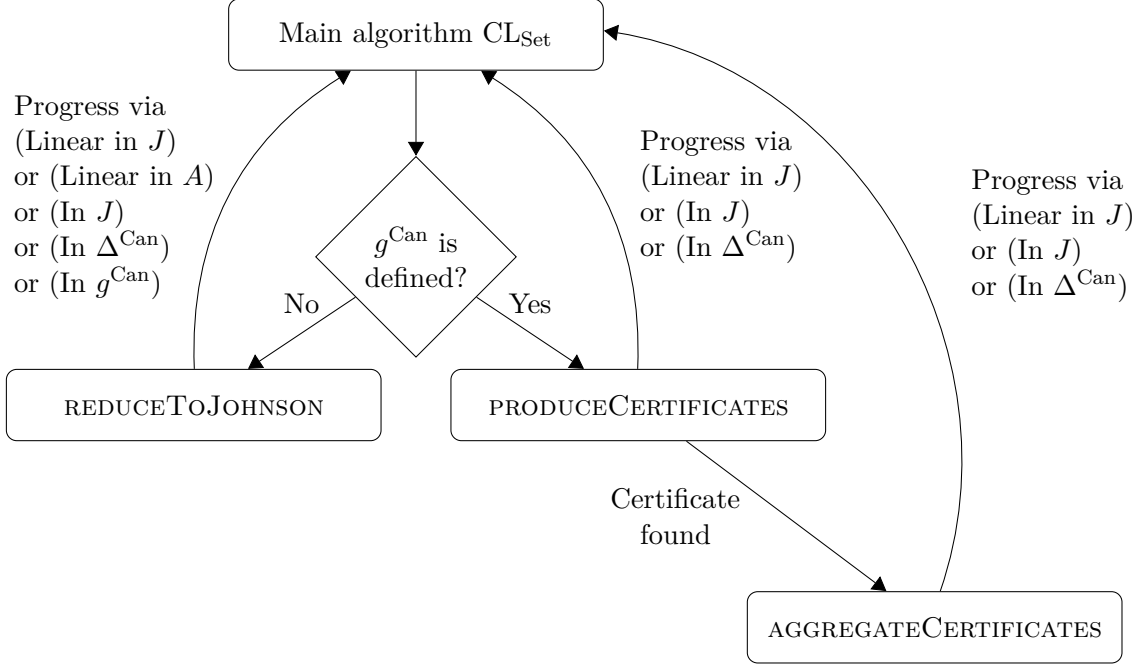 Main algorithm CL_Set
Progress via
(Linear in J)
or (Linear in A)
or (In J)
or (In Δ^Can)
or (In g^Can)
g^Can is
defined?
Progress via
(Linear in J)
or (In J)
or (In Δ^Can)
Progress via
(Linear in J)
or (In J)
or (In Δ^Can)
No
Yes
REDUCETOJOHNSON
PRODUCECERTIFICATES
Certificate
found
AGGREGATECERTIFICATES